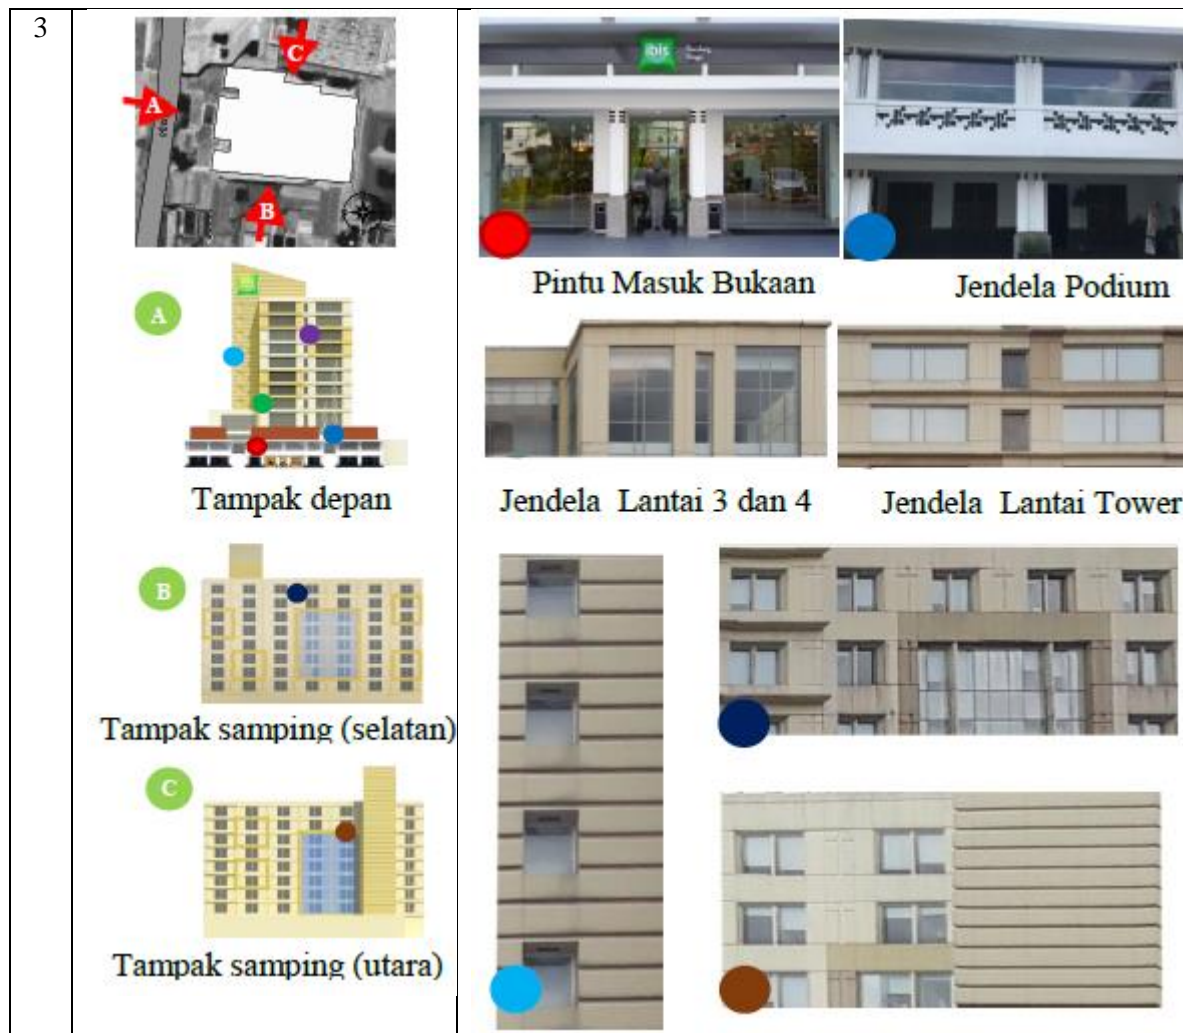 3
C
A
B
ibis
Pintu Masuk Bukaan
Jendela Podium
A
Tampak depan
Jendela Lantai 3 dan 4
Jendela Lantai Tower
B
Tampak samping (selatan)
C
Tampak samping (utara)